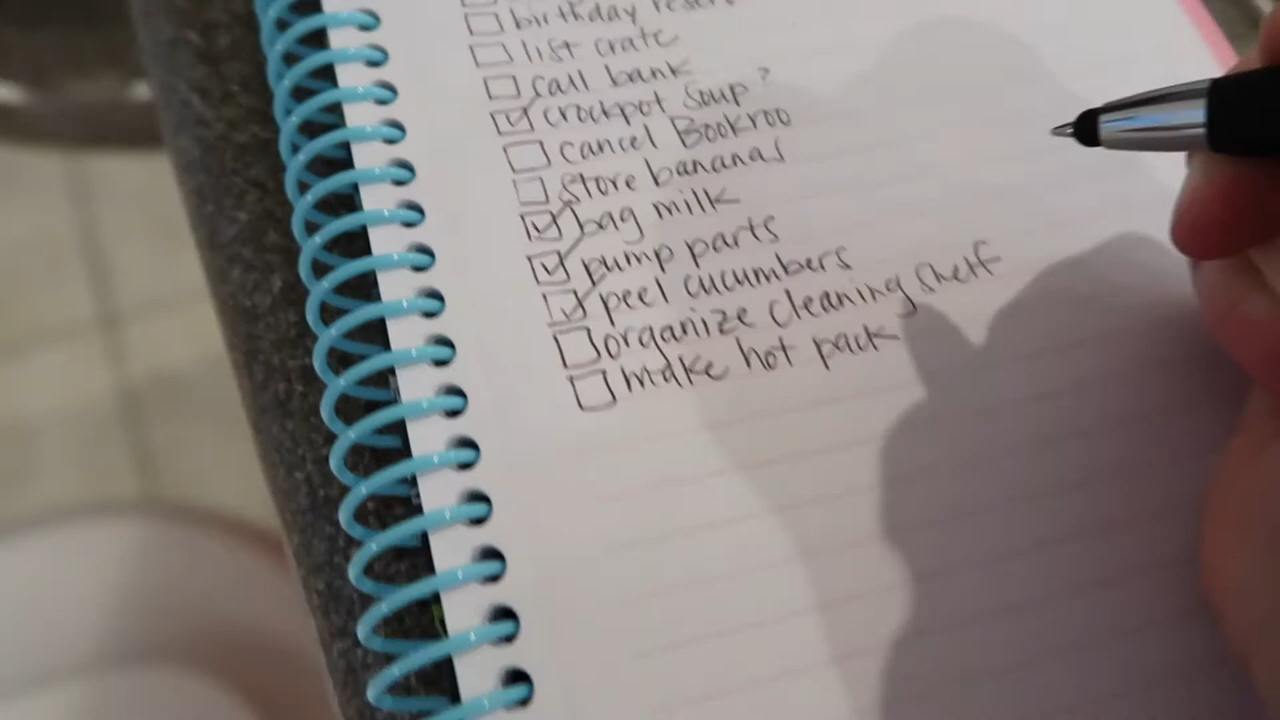 birthday
list crate
call bank
crockpot soup?
cancel Bookroo
store bananas
bag milk
pump parts
peel cucumbers
organize cleaning shelf
make hot pack